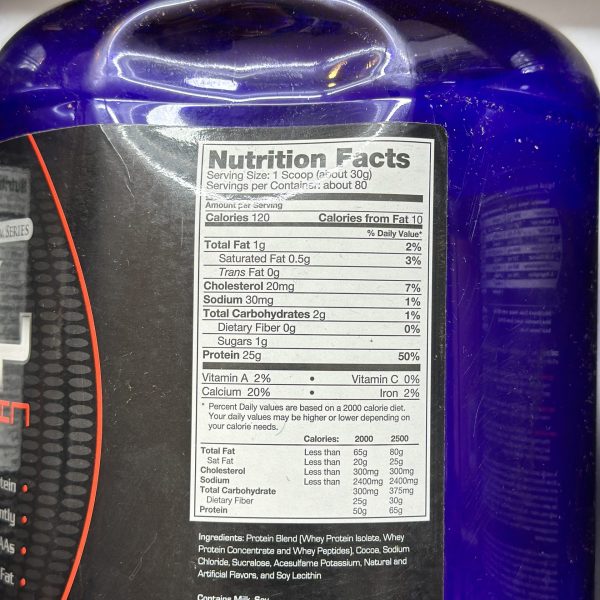 Nutrition Facts
Serving Size: 1 Scoop (about 30g)
Servings per Container: about 80
Amount per Serving
Calories 120 Calories from Fat 10
% Daily Value*
Total Fat 1g 2%
Saturated Fat 0.5g 3%
Trans Fat 0g
Cholesterol 20mg 7%
Sodium 30mg 1%
Total Carbohydrates 2g 1%
Dietary Fiber 0g 0%
Sugars 1g
Protein 25g 50%
Vitamin A 2% • Vitamin C 0%
Calcium 20% • Iron 2%
* Percent Daily values are based on a 2000 calorie diet.
Your daily values may be higher or lower depending on
your calorie needs.
Calories: 2000 2500
Total Fat Less than 65g 80g
Sat Fat Less than 20g 25g
Cholesterol Less than 300mg 300mg
Sodium Less than 2400mg 2400mg
Total Carbohydrate 300mg 375mg
Dietary Fiber 25g 30g
Protein 50g 65g
Ingredients: Protein Blend (Whey Protein Isolate, Whey
Protein Concentrate and Whey Peptides), Cocoa, Sodium
Chloride, Sucralose, Acesulfame Potassium, Natural and
Artificial Flavors, and Soy Lecithin
Contains Milk, Soy
Series
Fat •